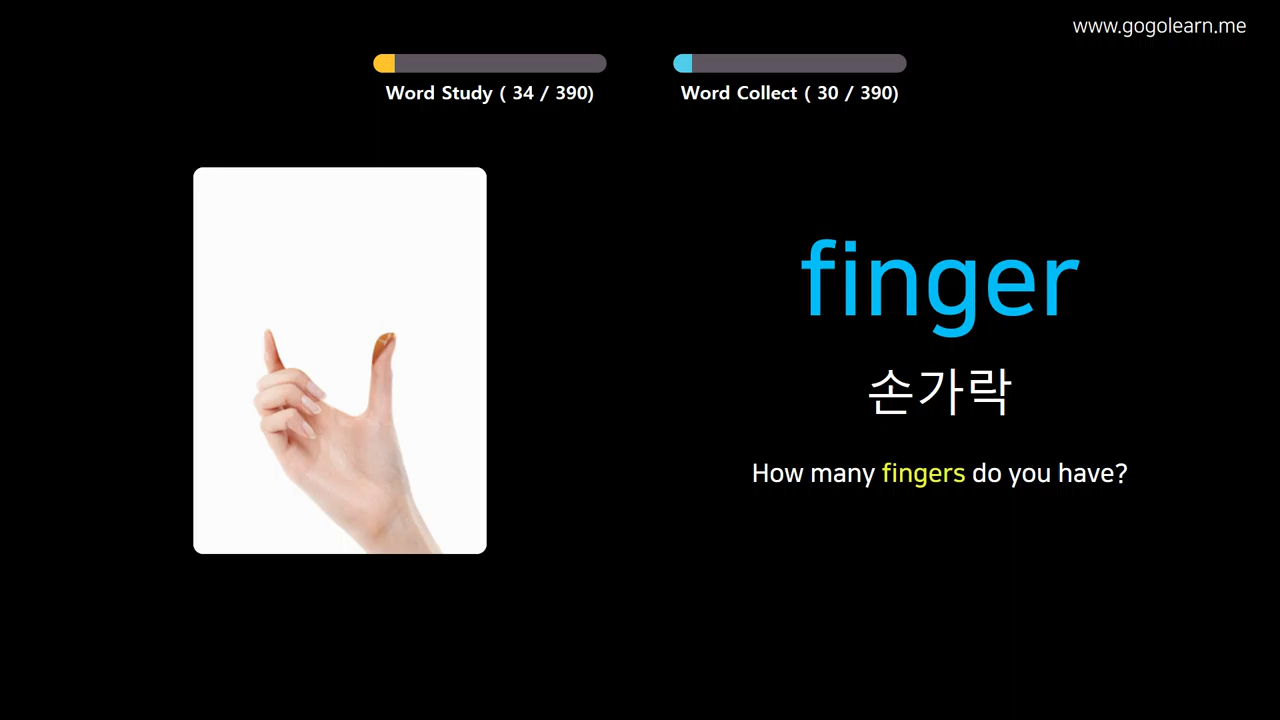 www.gogolearn.me
Word Study ( 34 / 390)
Word Collect ( 30 / 390)
finger
손가락
How many fingers do you have?